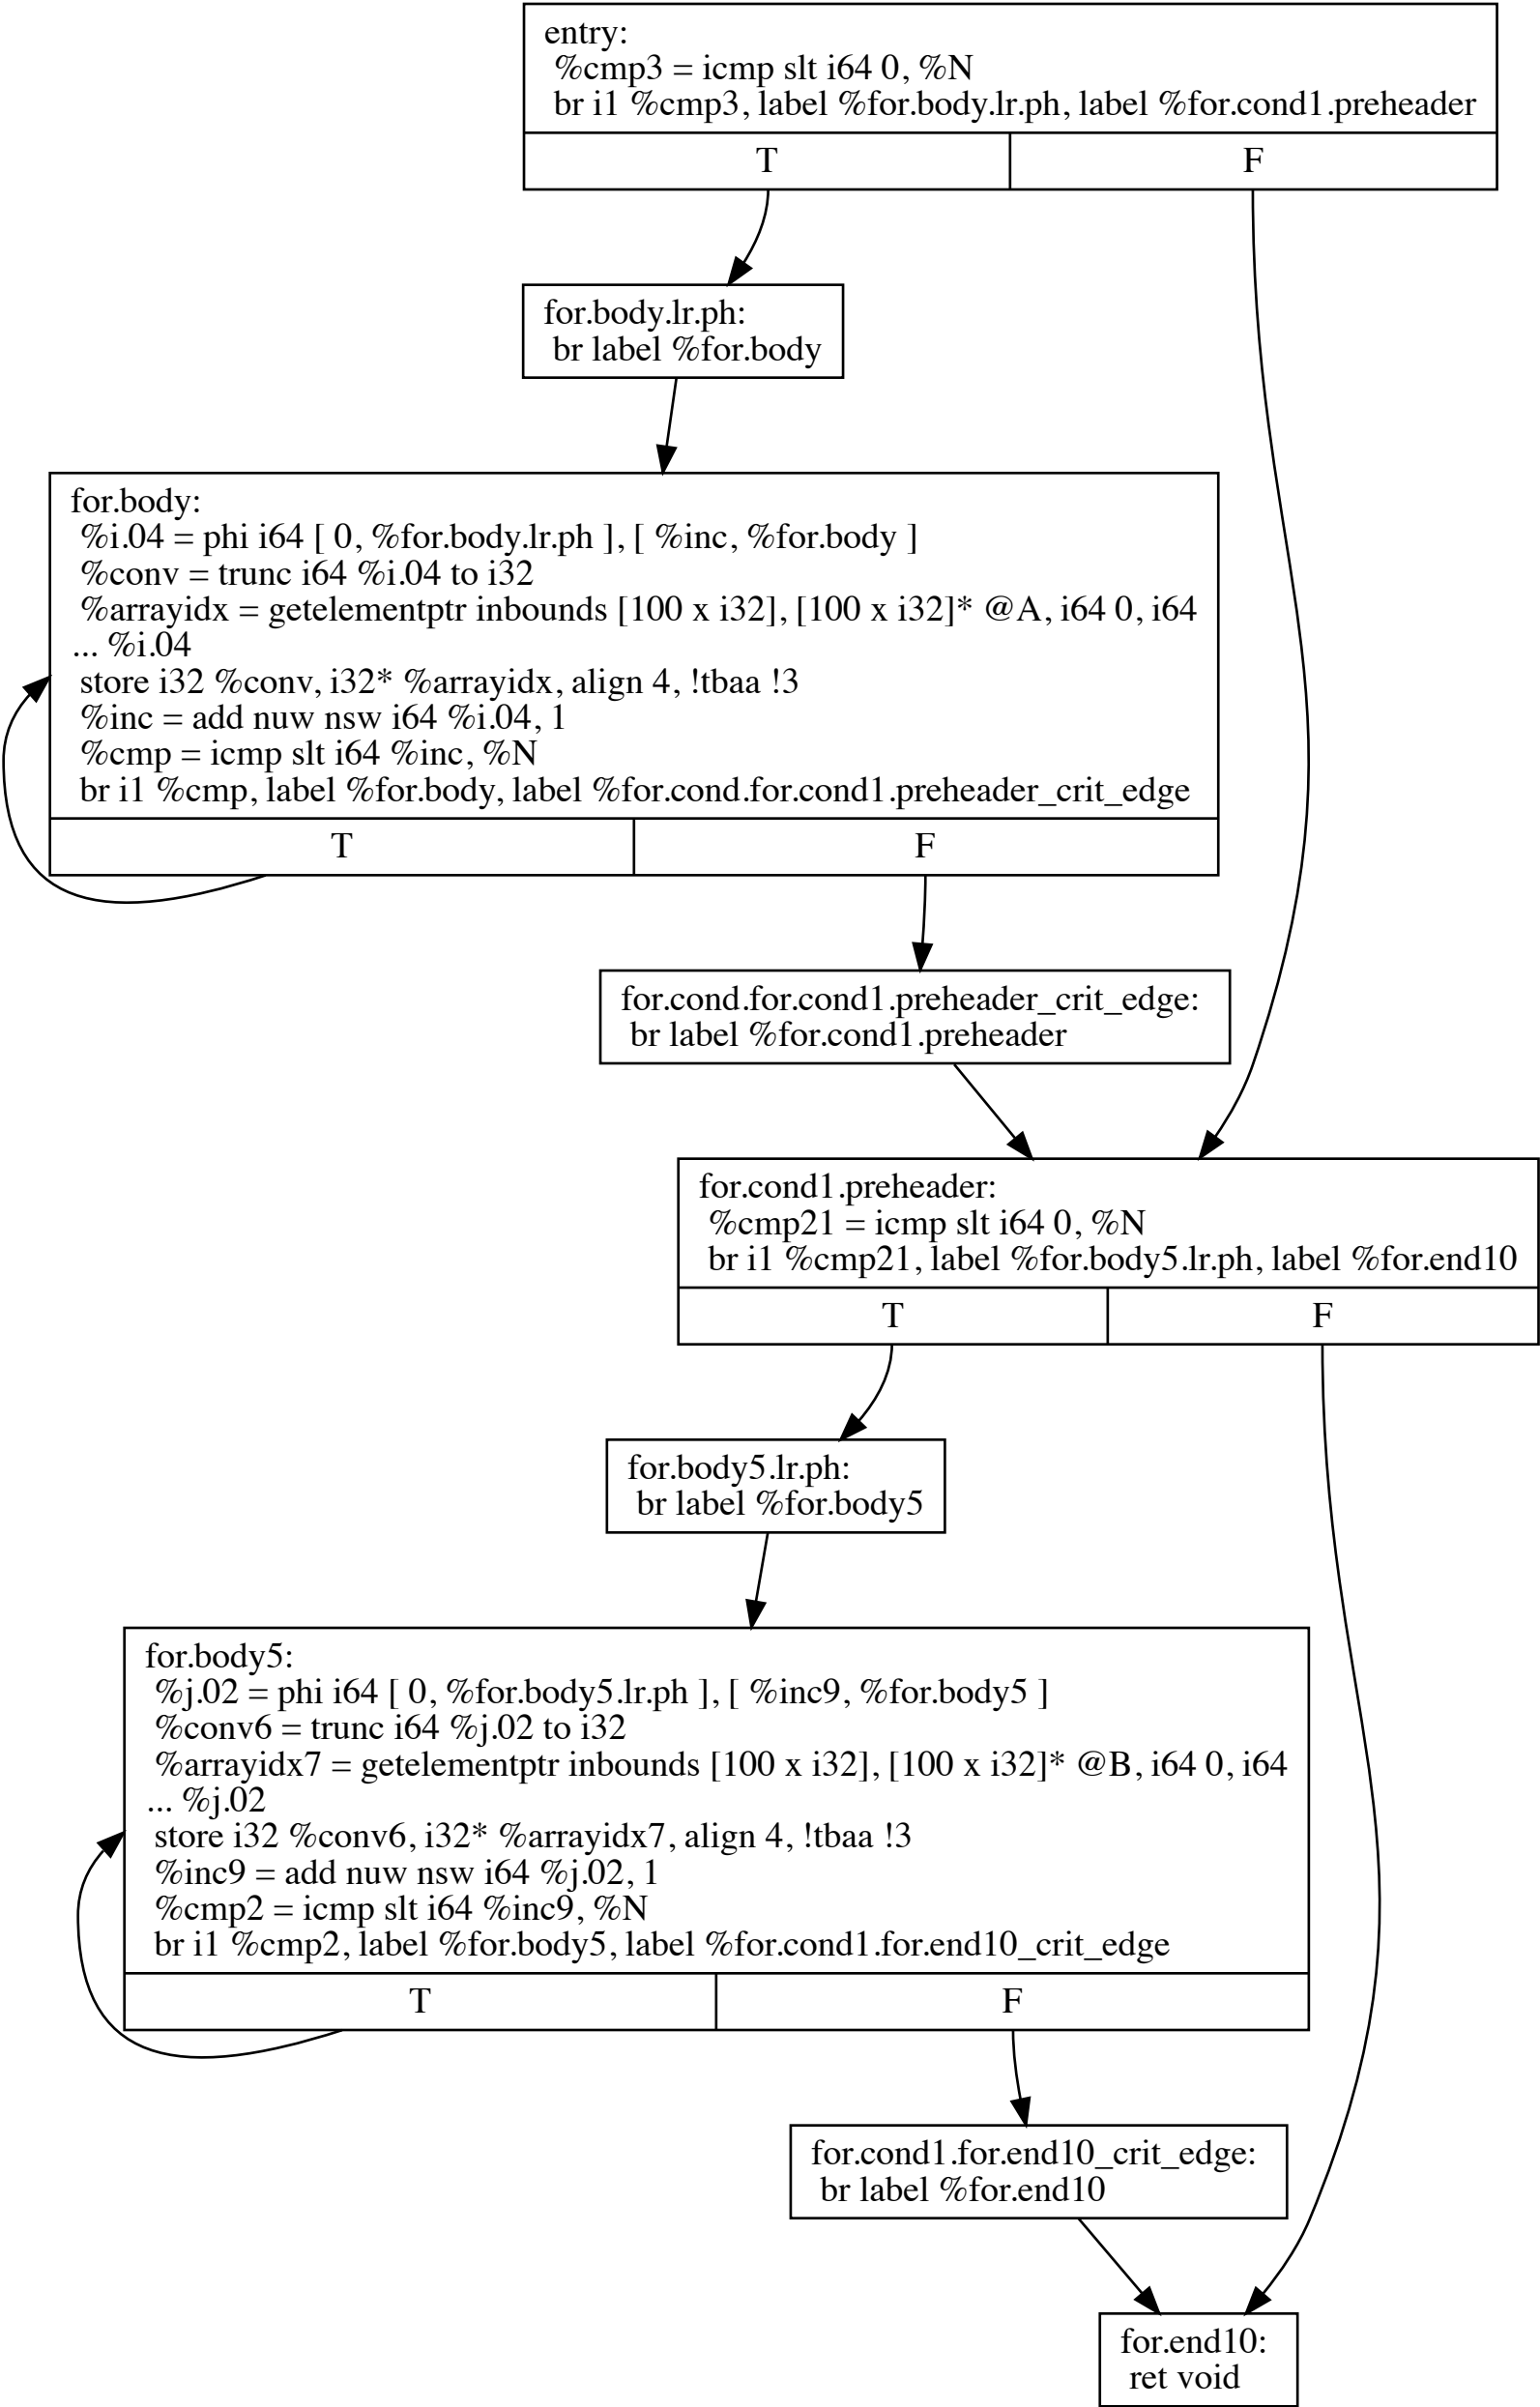 entry:
%cmp3 = icmp slt i64 0, %N
br i1 %cmp3, label %for.body.lr.ph, label %for.cond1.preheader
T F
for.body.lr.ph:
br label %for.body
for.body:
%i.04 = phi i64 [ 0, %for.body.lr.ph ], [ %inc, %for.body ]
%conv = trunc i64 %i.04 to i32
%arrayidx = getelementptr inbounds [100 x i32], [100 x i32]* @A, i64 0, i64
... %i.04
store i32 %conv, i32* %arrayidx, align 4, !tbaa !3
%inc = add nuw nsw i64 %i.04, 1
%cmp = icmp slt i64 %inc, %N
br i1 %cmp, label %for.body, label %for.cond.for.cond1.preheader_crit_edge
T F
for.cond.for.cond1.preheader_crit_edge:
br label %for.cond1.preheader
for.cond1.preheader:
%cmp21 = icmp slt i64 0, %N
br i1 %cmp21, label %for.body5.lr.ph, label %for.end10
T F
for.body5.lr.ph:
br label %for.body5
for.body5:
%j.02 = phi i64 [ 0, %for.body5.lr.ph ], [ %inc9, %for.body5 ]
%conv6 = trunc i64 %j.02 to i32
%arrayidx7 = getelementptr inbounds [100 x i32], [100 x i32]* @B, i64 0, i64
... %j.02
store i32 %conv6, i32* %arrayidx7, align 4, !tbaa !3
%inc9 = add nuw nsw i64 %j.02, 1
%cmp2 = icmp slt i64 %inc9, %N
br i1 %cmp2, label %for.body5, label %for.cond1.for.end10_crit_edge
T F
for.cond1.for.end10_crit_edge:
br label %for.end10
for.end10:
ret void